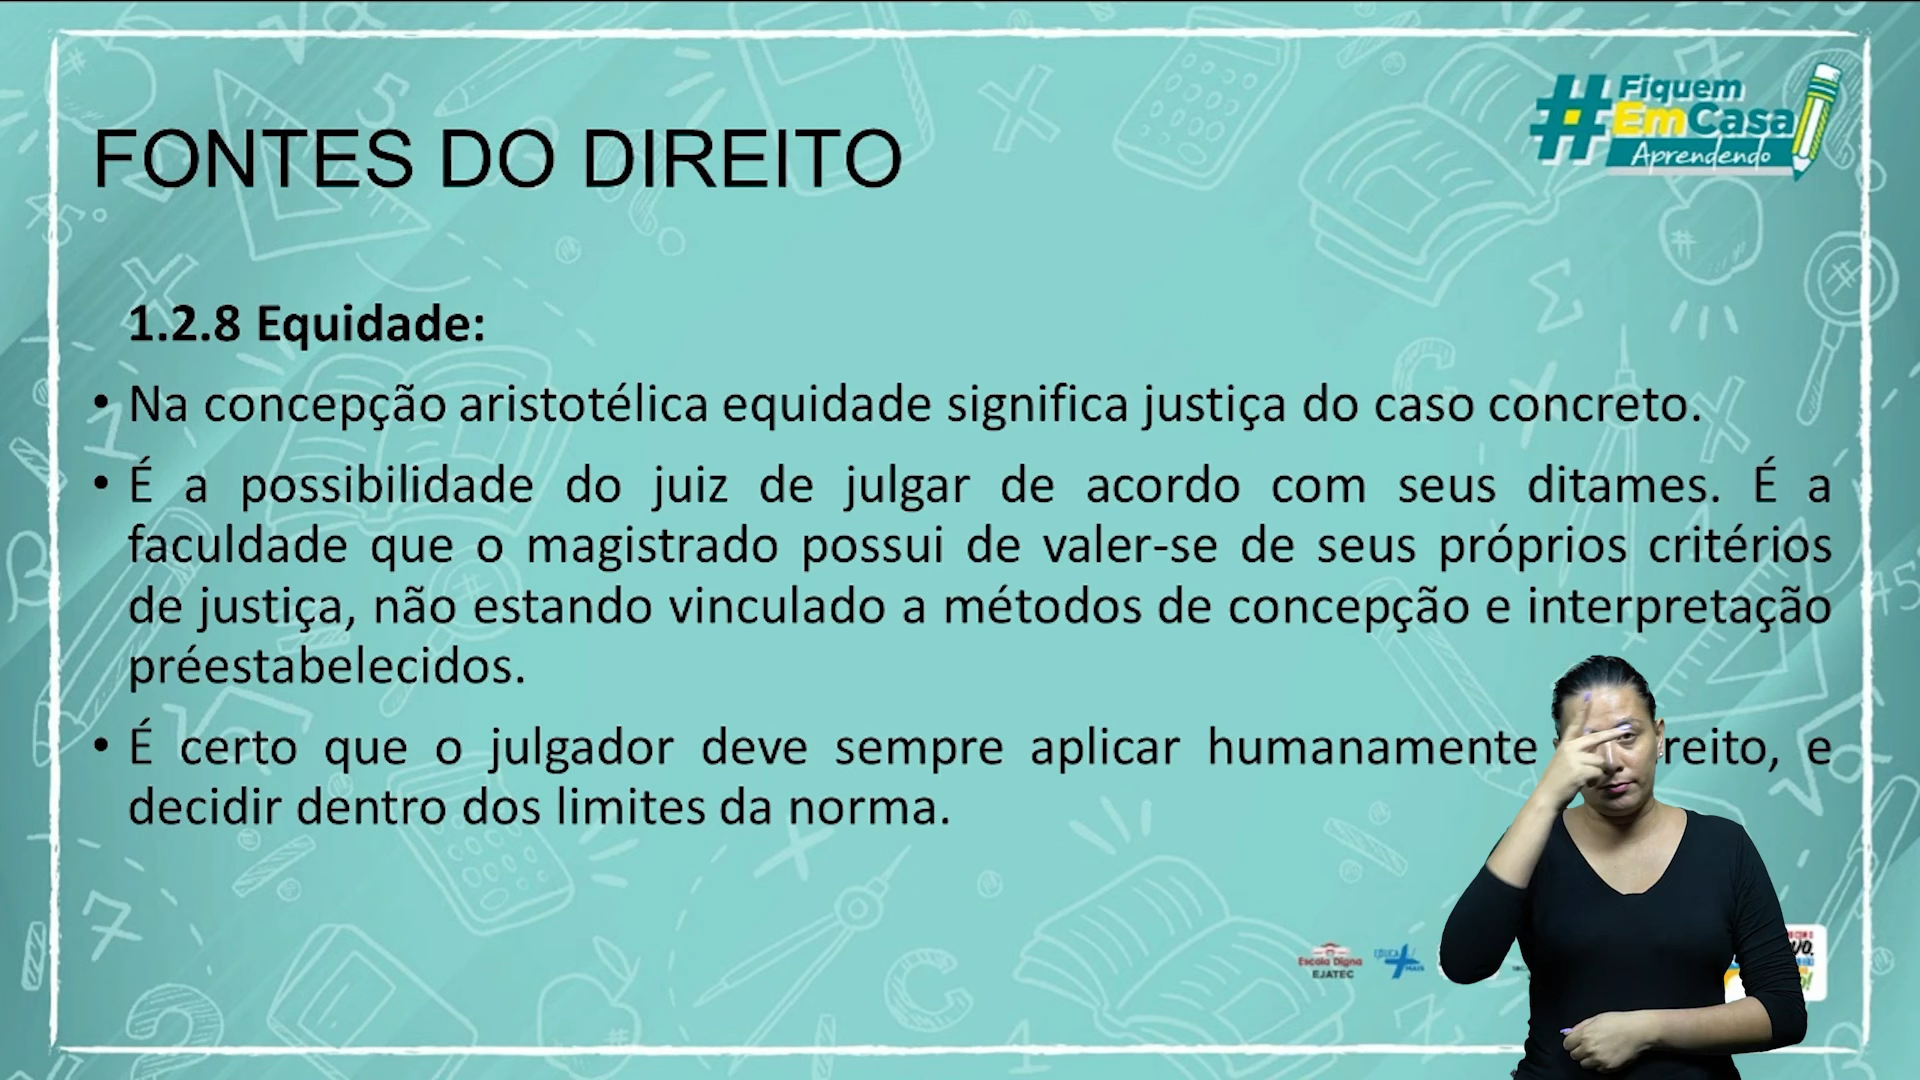 #Fiquem
EmCasa
Aprendendo
FONTES DO DIREITO
1.2.8 Equidade:
• Na concepção aristotélica equidade significa justiça do caso concreto.
• É a possibilidade do juiz de julgar de acordo com seus ditames. É a
faculdade que o magistrado possui de valer-se de seus próprios critérios
de justiça, não estando vinculado a métodos de concepção e interpretação
préestabelecidos.
• É certo que o julgador deve sempre aplicar humanamente reito, e
decidir dentro dos limites da norma.
Escola Digna
EJATEC
MAIS